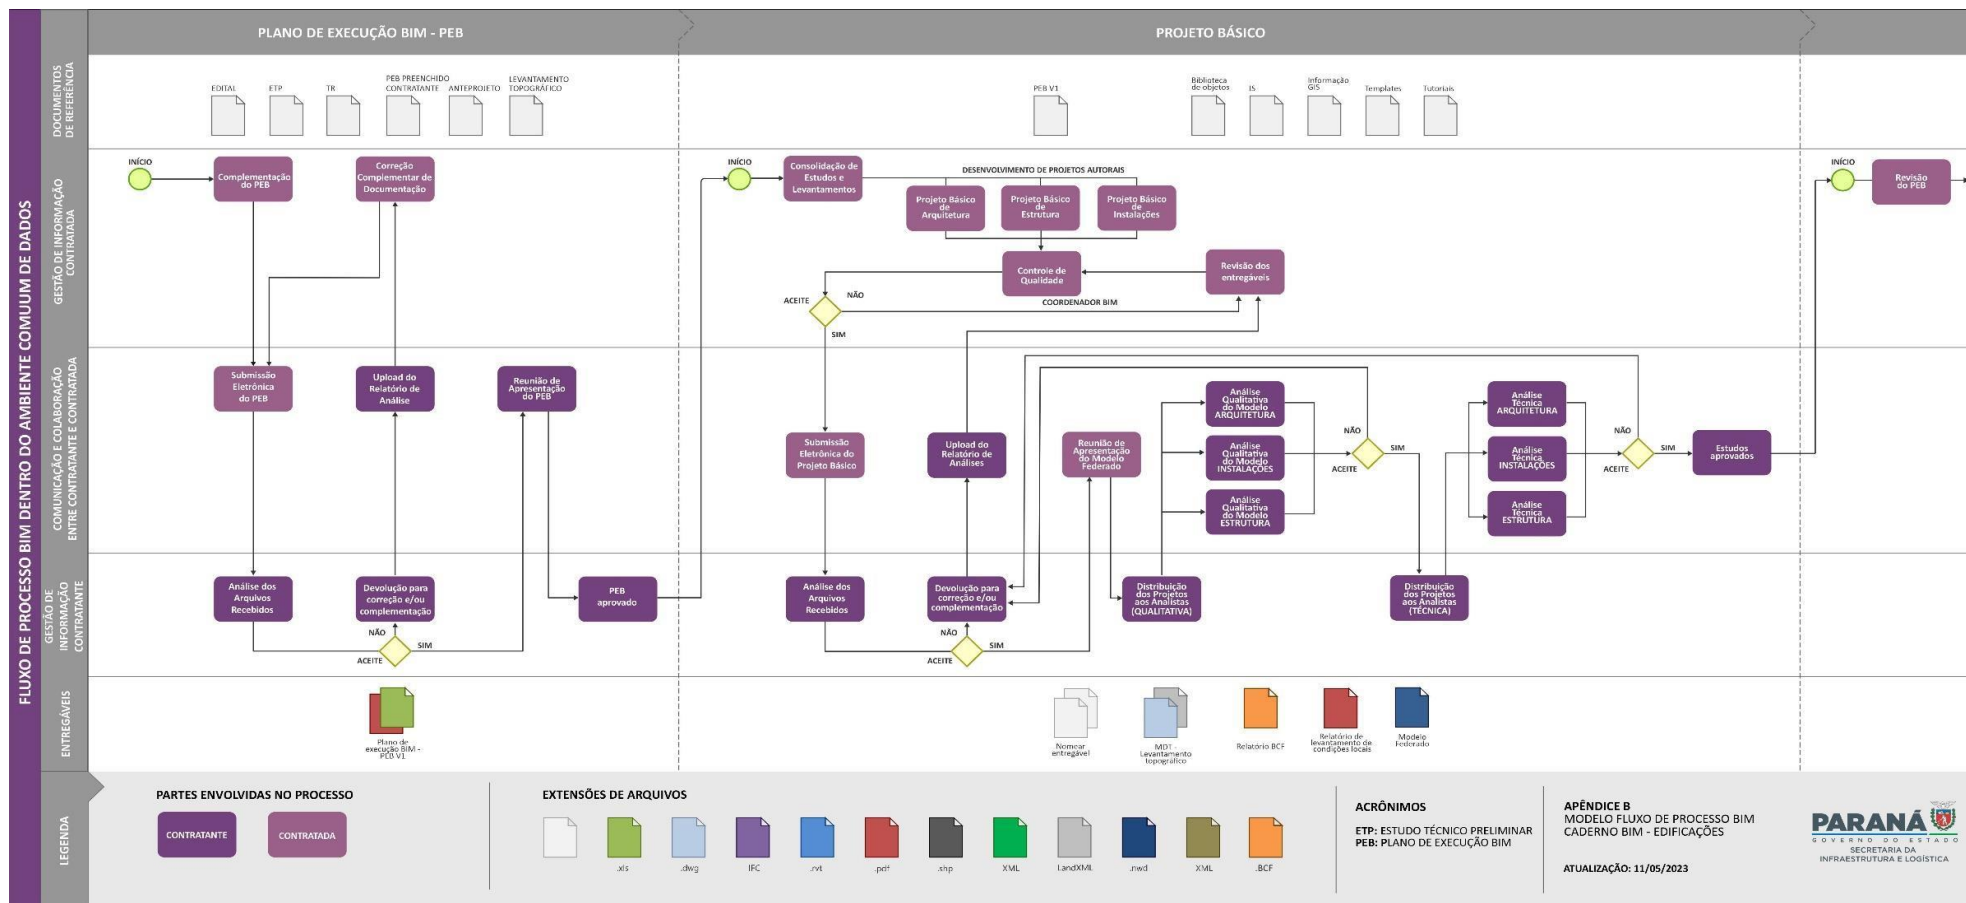 FLUXO DE PROCESSO BIM DENTRO DO AMBIENTE COMUUM DE DADOS
PLANO DE EXECUÇÃO BIM - PEB
PROJETO BÁSICO
DOCUMENTOS
DE REFERÊNCIA
EDITAL
ETP
TR
PEB PREENCHIDO
CONTRATANTE
ANTEPROJETO
LEVANTAMENTO
TOPOGRÁFICO
PEB V1
Biblioteca
de objetos
IS
Informação
GIS
Templates
Tutoriais
GESTÃO DE INFORMAÇÃO
CONTRATADA
INÍCIO
Complementação
do PEB
Correção
Complementar de
Documentação
INÍCIO
Consolidação de
Estudos e
Levantamentos
DESENVOLVIMENTO DE PROJETOS AUTORAIS
Projeto Básico
de
Arquitetura
Projeto Básico
de
Estrutura
Projeto Básico
de
Instalações
Controle de
Qualidade
Revisão dos
entregáveis
COORDENADOR BIM
ACEITE
NÃO
SIM
INÍCIO
Revisão
do PEB
COMUNICAÇÃO E COLABORAÇÃO
ENTRE CONTRATANTE E CONTRATADA
Submissão
Eletrônica
do PEB
Upload do
Relatório de
Análise
Reunião de
Apresentação
do PEB
Submissão
Eletrônica do
Projeto Básico
Upload do
Relatório de
Análises
Reunião de
Apresentação
do Modelo
Federado
Análise
Qualitativa
do Modelo
ARQUITETURA
Análise
Qualitativa
do Modelo
INSTALAÇÕES
Análise
Qualitativa
do Modelo
ESTRUTURA
NÃO
SIM
ACEITE
Análise
Técnica
ARQUITETURA
Análise
Técnica
INSTALAÇÕES
Análise
Técnica
ESTRUTURA
NÃO
SIM
ACEITE
Estudos
aprovados
GESTÃO DE
INFORMAÇÃO
CONTRATANTE
Análise dos
Arquivos
Recebidos
Devolução para
correção e/ou
complementação
NÃO
SIM
ACEITE
PEB
aprovado
Análise dos
Arquivos
Recebidos
Devolução para
correção e/ou
complementação
NÃO
SIM
ACEITE
Distribuição
dos Projetos
aos Analistas
(QUALITATIVA)
Distribuição
dos Projetos
aos Analistas
(TÉCNICA)
ENTREGÁVEIS
Plano de
execução BIM -
PEB V1
Nomear
entregável
MDT -
Levantamento
topográfico
Relatório BCF
Relatório de
levantamento de
condições locais
Modelo
Federado
LEGENDA
PARTES ENVOLVIDAS NO PROCESSO
CONTRATANTE
CONTRATADA
EXTENSÕES DE ARQUIVOS
.xls
.dwg
IFC
.rvt
.pdf
.shp
XML
LandXML
.nwd
XML
.BCF
ACRÔNIMOS
ETP: ESTUDO TÉCNICO PRELIMINAR
PEB: PLANO DE EXECUÇÃO BIM
APÊNDICE B
MODELO FLUXO DE PROCESSO BIM
CADERNO BIM - EDIFICAÇÕES
ATUALIZAÇÃO: 11/05/2023
PARANÁ
GOVERNO DO ESTADO
SECRETARIA DA
INFRAESTRUTURA E LOGÍSTICA